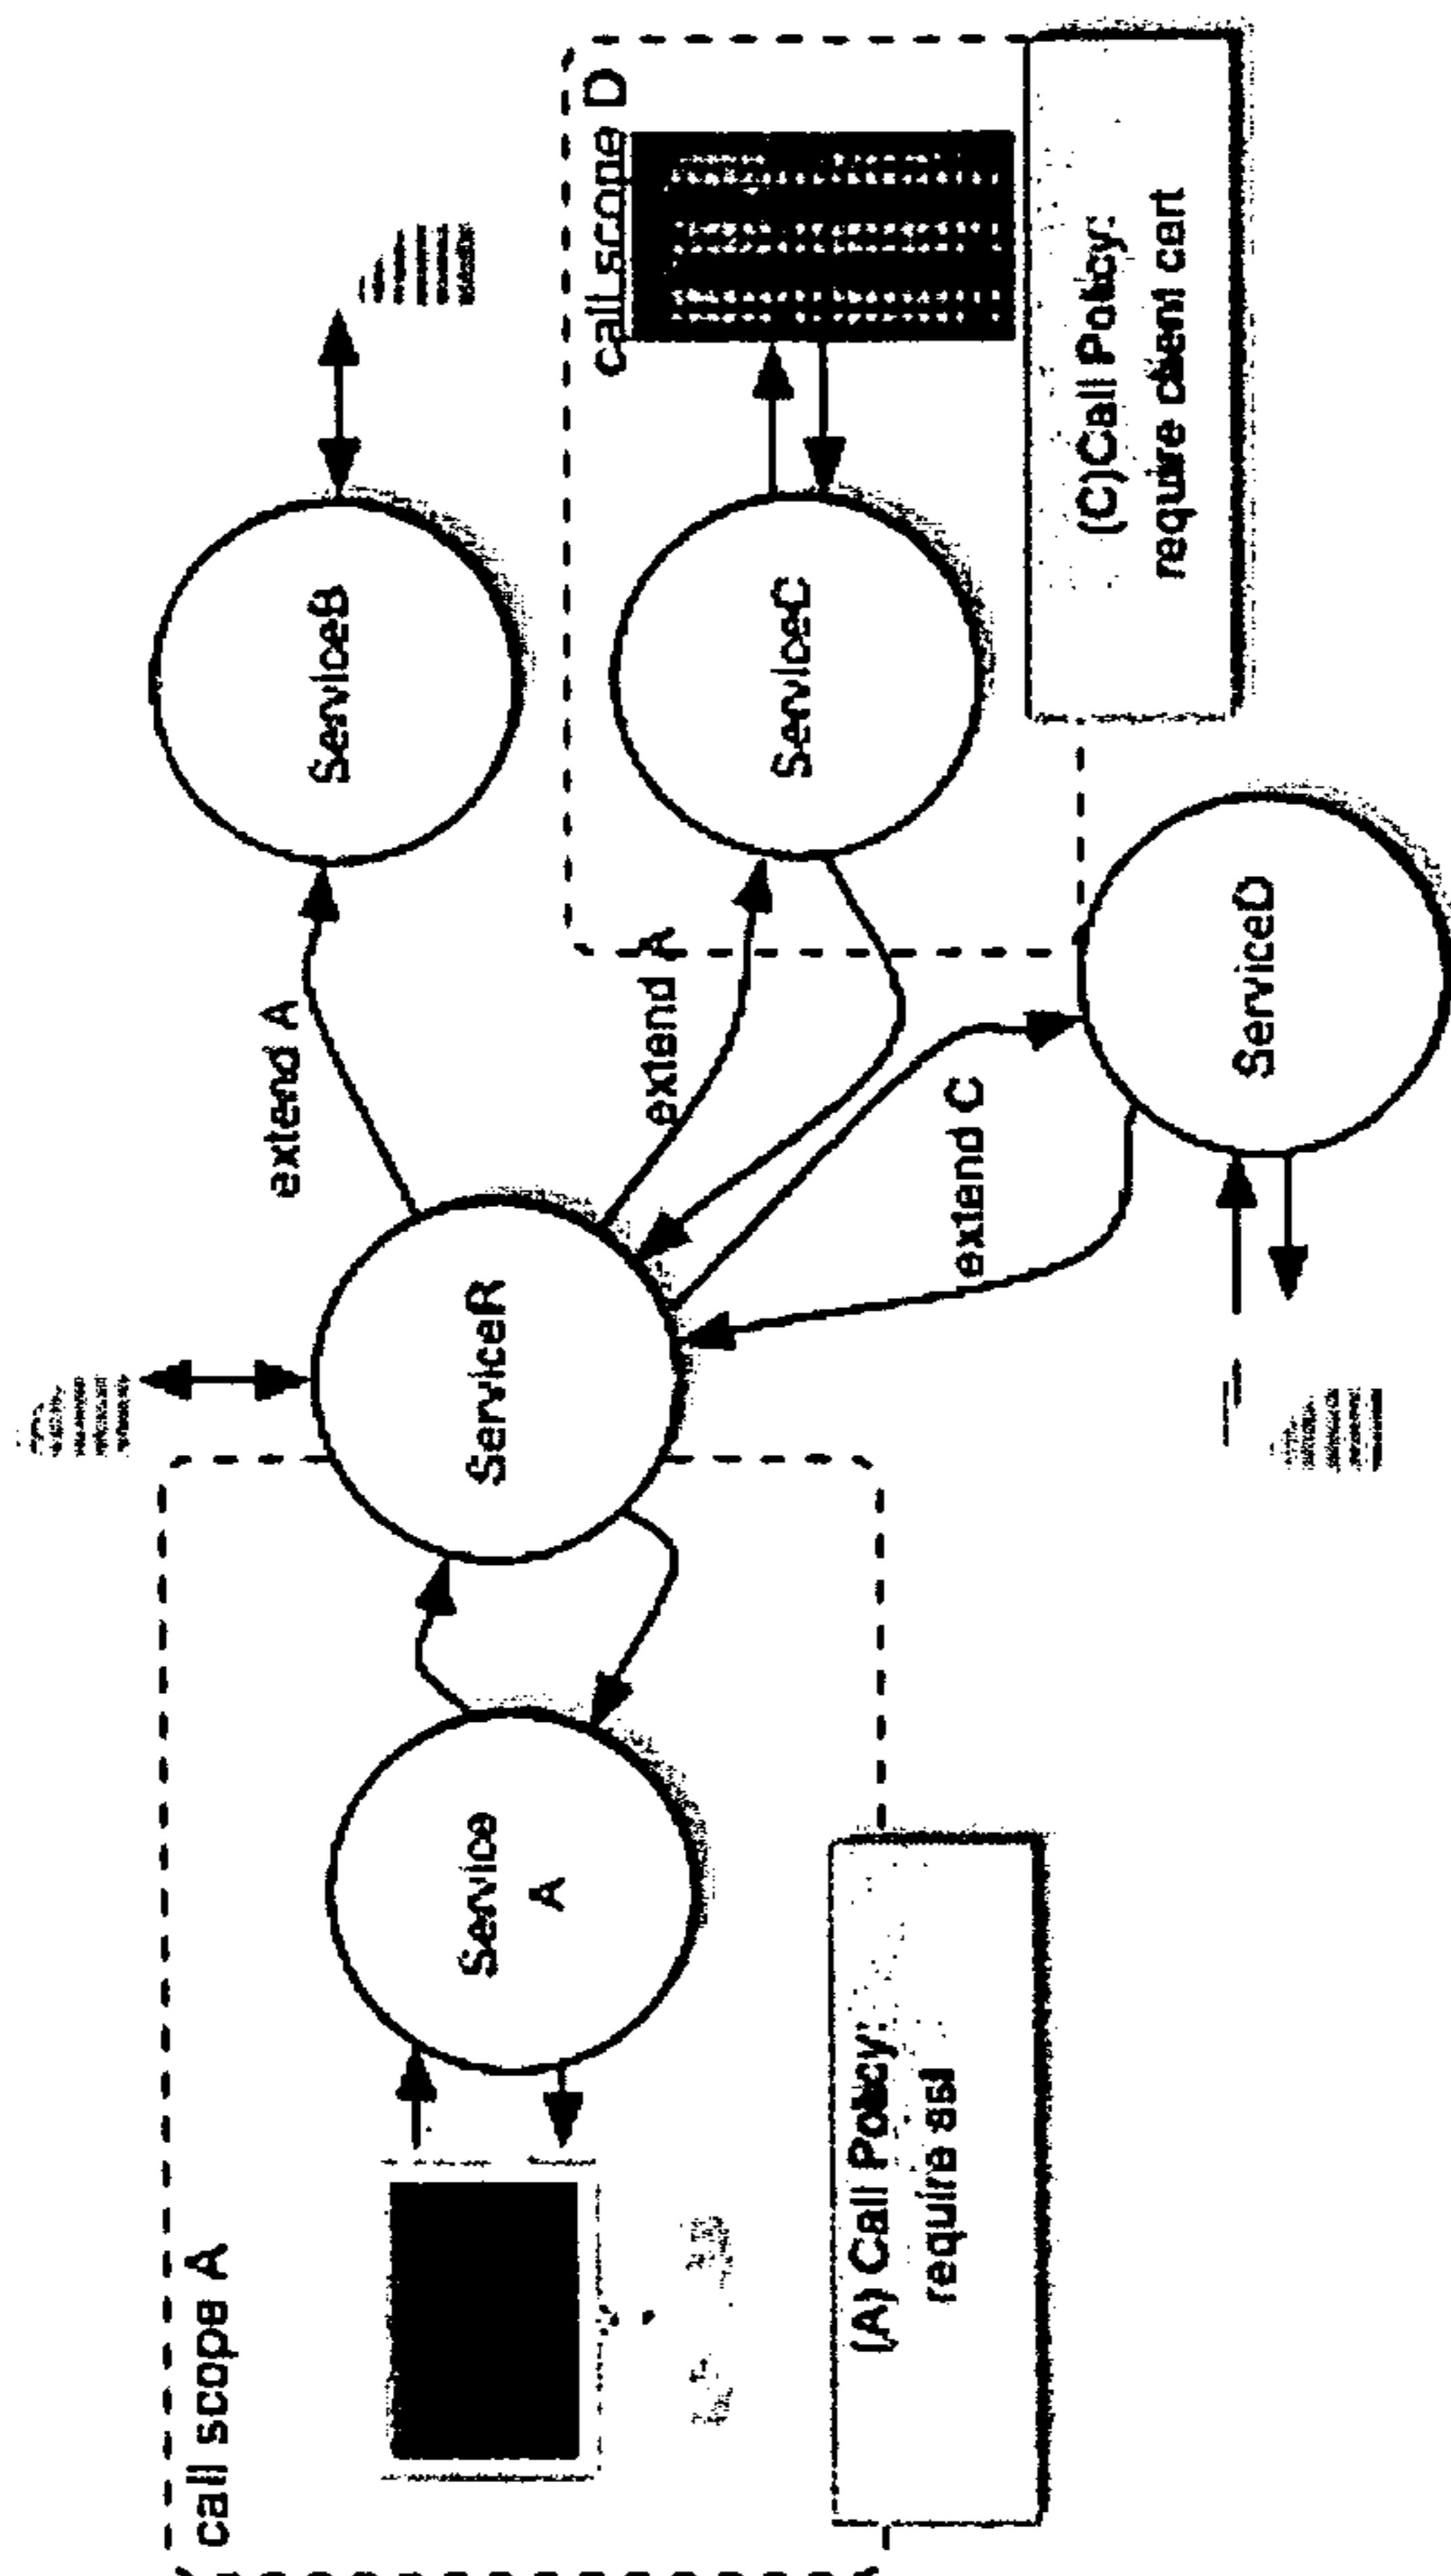 call scope A
Service
A
(A) Call Policy:
require ssl
ServiceR
extend A
extend A
extend C
ServiceB
ServiceC
ServiceD
call scope D
(C)Call Policy:
require client cert